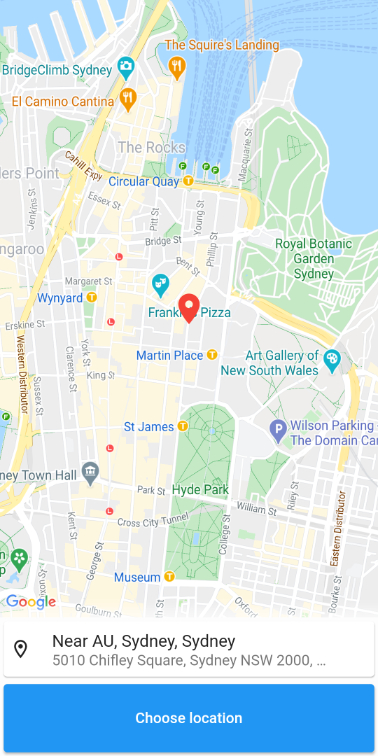 The Squire's Landing
BridgeClimb Sydney
El Camino Cantina
Macquarie St
The Rocks
Cahill Expy
Circular Quay
Essex St
Jenkins St
Pitt St
Young St
Phillip St
Bridge St
Royal Botanic
Garden
Sydney
Bent St
Margaret St
Wynyard
Pizza
Erskine St
Western Distributor
York St
Clarence St
Martin Place
Art Gallery of
New South Wales
King St
Sussex St
St James
Wilson Parking
The Domain Car
ney Town Hall
Park St
Hyde Park
Riley St
William St
Kent St
Cross City Tunnel
College St
Eastern Distributor
George St
Museum
Bourke St
Oxford
Goulburn St
Google
Near AU, Sydney, Sydney
5010 Chifley Square, Sydney NSW 2000, ...
Choose location